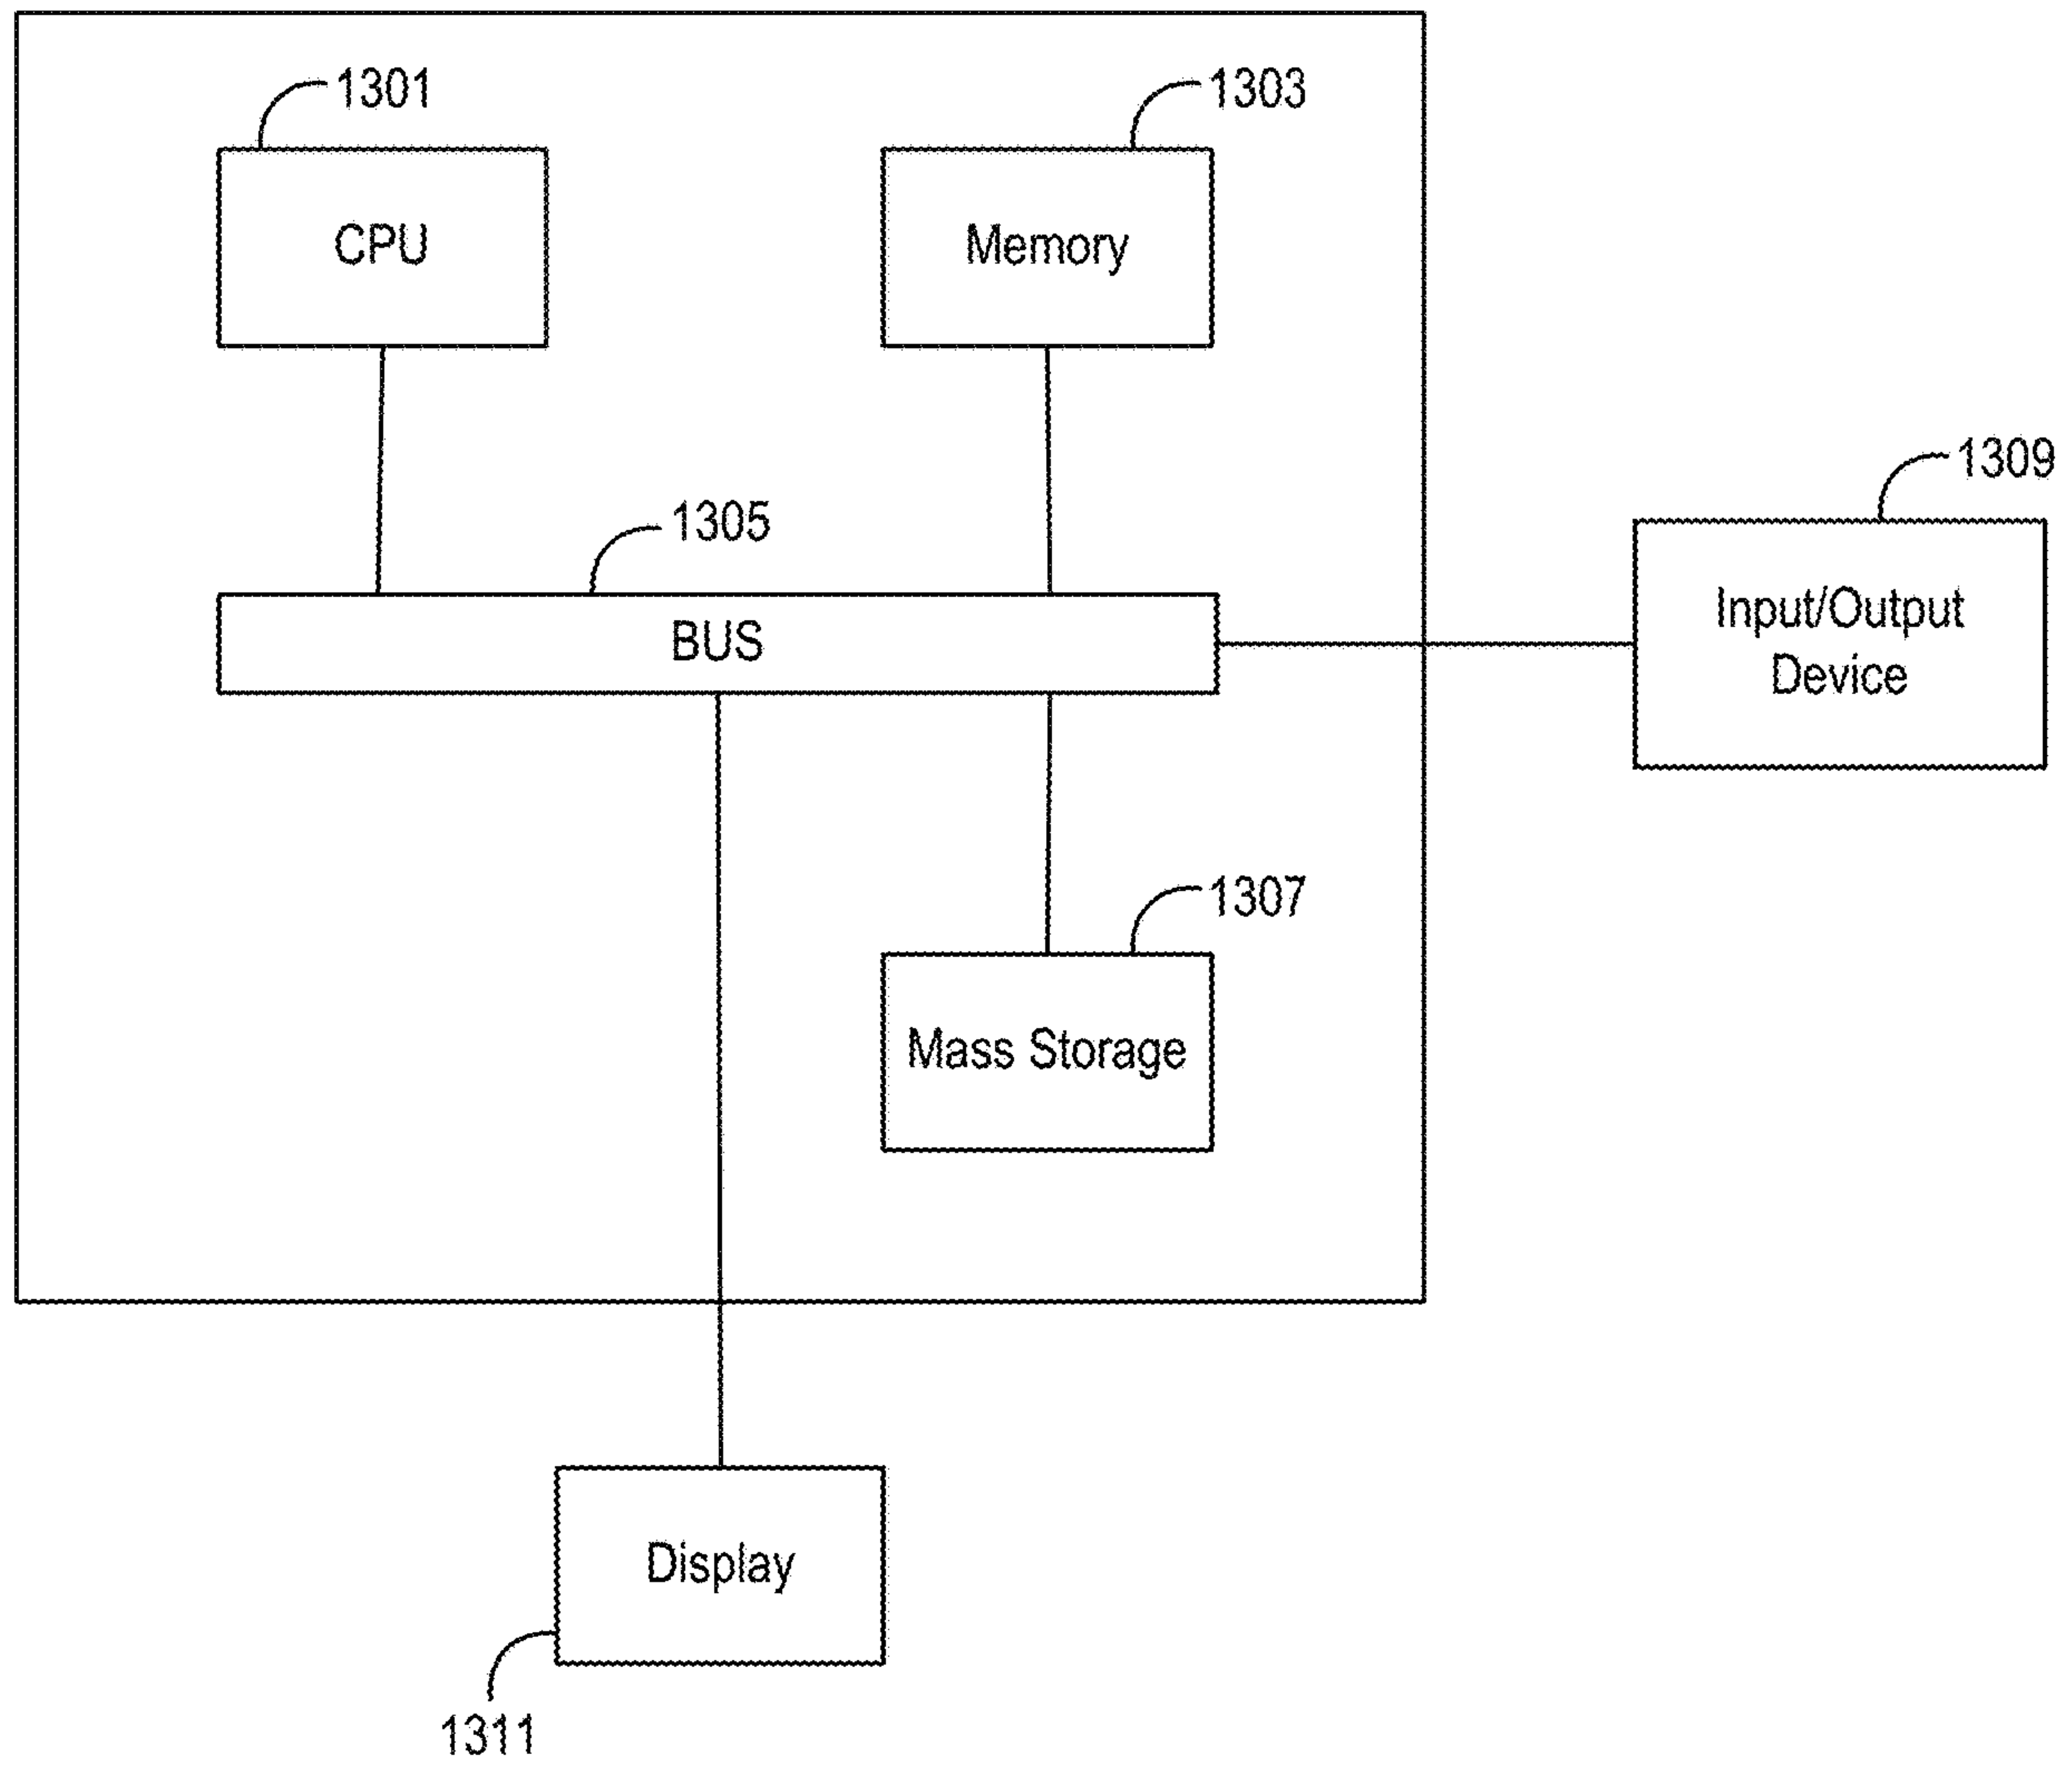 1301
1303
CPU
Memory
1309
1305
Input/Output
Device
BUS
1307
Mass Storage
Display
1311